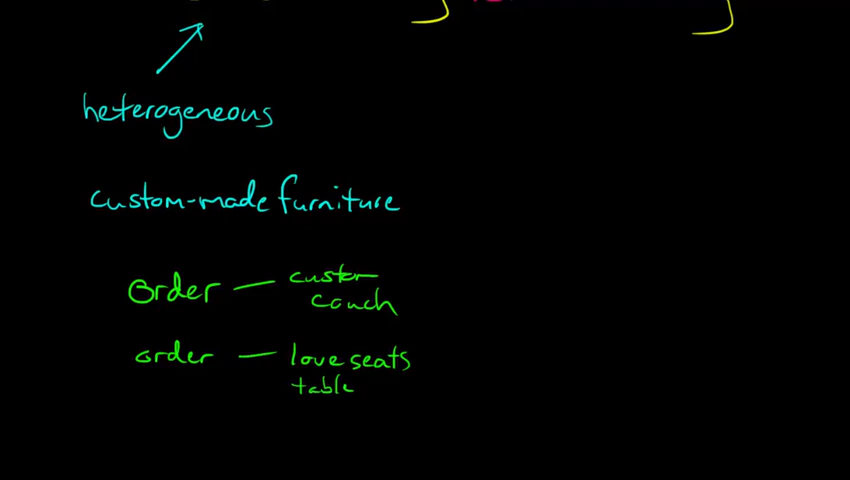 heterogeneous
custom-made furniture
Order — custom
couch
order — love seats
table